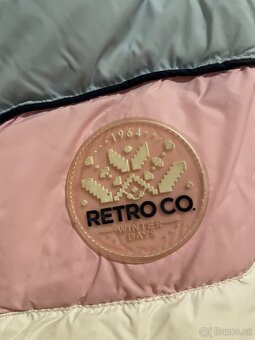 1964
RETRO CO.
WINTER
DAYS
© Bazos.cz